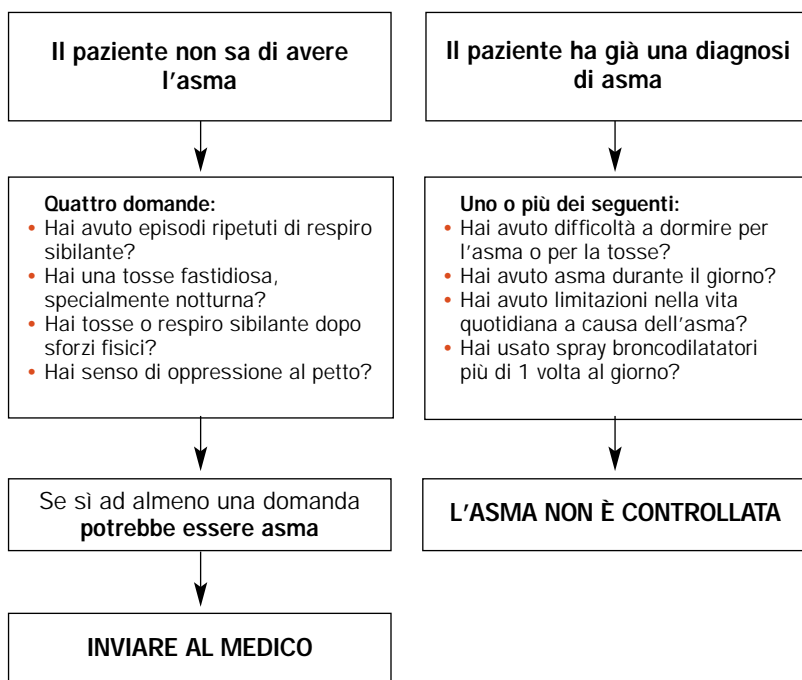 Il paziente non sa di avere
l'asma
Quattro domande:
• Hai avuto episodi ripetuti di respiro
sibilante?
• Hai una tosse fastidiosa,
specialmente notturna?
• Hai tosse o respiro sibilante dopo
sforzi fisici?
• Hai senso di oppressione al petto?
Se sì ad almeno una domanda
potrebbe essere asma
INVIARE AL MEDICO
Il paziente ha già una diagnosi
di asma
Uno o più dei seguenti:
• Hai avuto difficoltà a dormire per
l'asma o per la tosse?
• Hai avuto asma durante il giorno?
• Hai avuto limitazioni nella vita
quotidiana a causa dell'asma?
• Hai usato spray broncodilatatori
più di 1 volta al giorno?
L'ASMA NON È CONTROLLATA